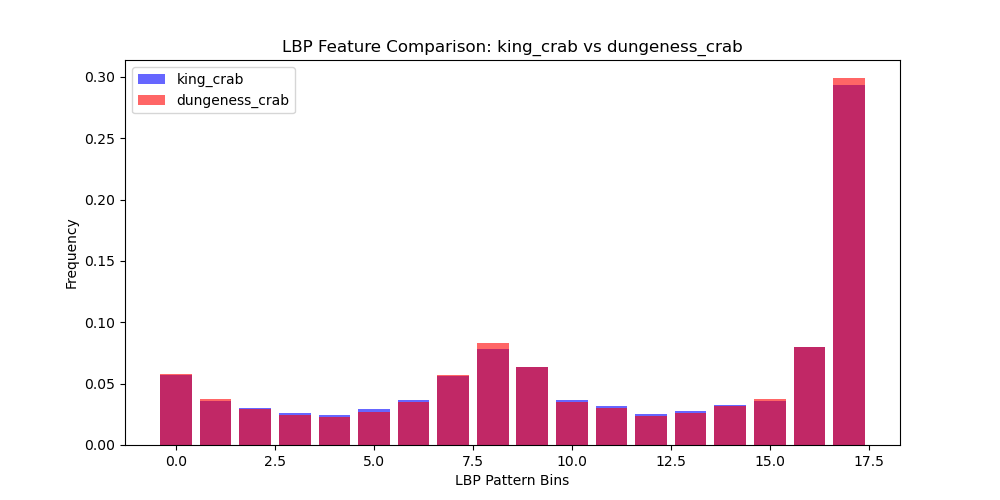 LBP Feature Comparison: king_crab vs dungeness_crab
king_crab
dungeness_crab
0.30
0.25
0.20
0.15
0.10
0.05
0.00
Frequency
0.0 2.5 5.0 7.5 10.0 12.5 15.0 17.5
LBP Pattern Bins